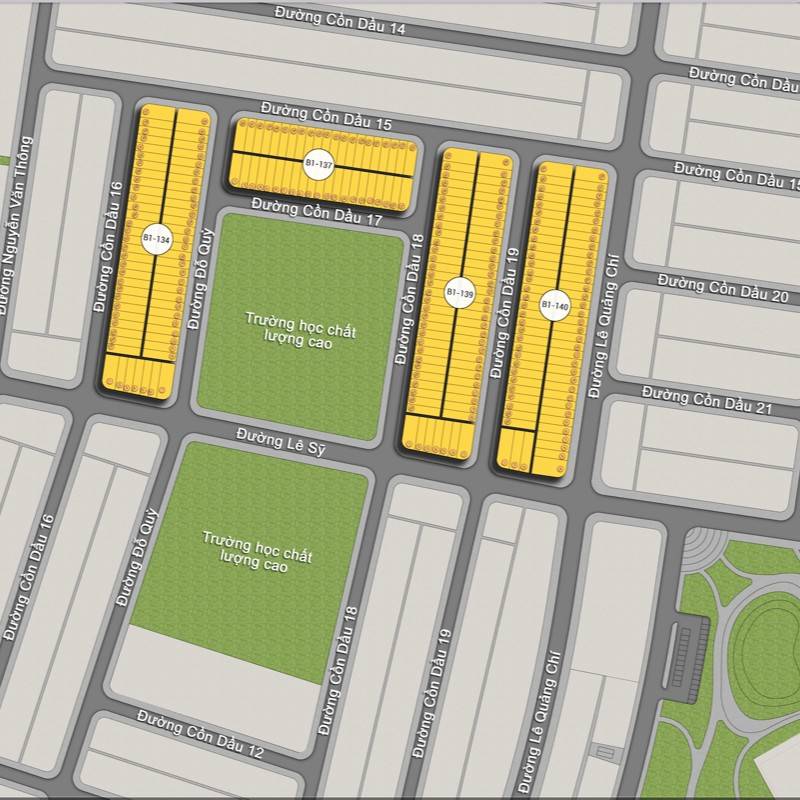 Đường Cồn Dầu 14
Đường Cồn Dầu
Đường Cồn Dầu 15
Đường Cồn Dầu 15
B1-137
Đường Nguyễn Văn Thông
Đường Cồn Dầu 16
B1-134
Đường Đỗ Quỳ
Đường Cồn Dầu 17
Đường Cồn Dầu 18
B1-139
Đường Cồn Dầu 19
B1-140
Đường Lê Quảng Chí
Đường Cồn Dầu 20
Trường học chất
lượng cao
Đường Cồn Dầu 21
Đường Lê Sỹ
Trường học chất
lượng cao
Đường Cồn Dầu 16
Đường Đỗ Quỳ
Đường Cồn Dầu 18
Đường Cồn Dầu 19
Đường Lê Quảng Chí
Đường Cồn Dầu 12